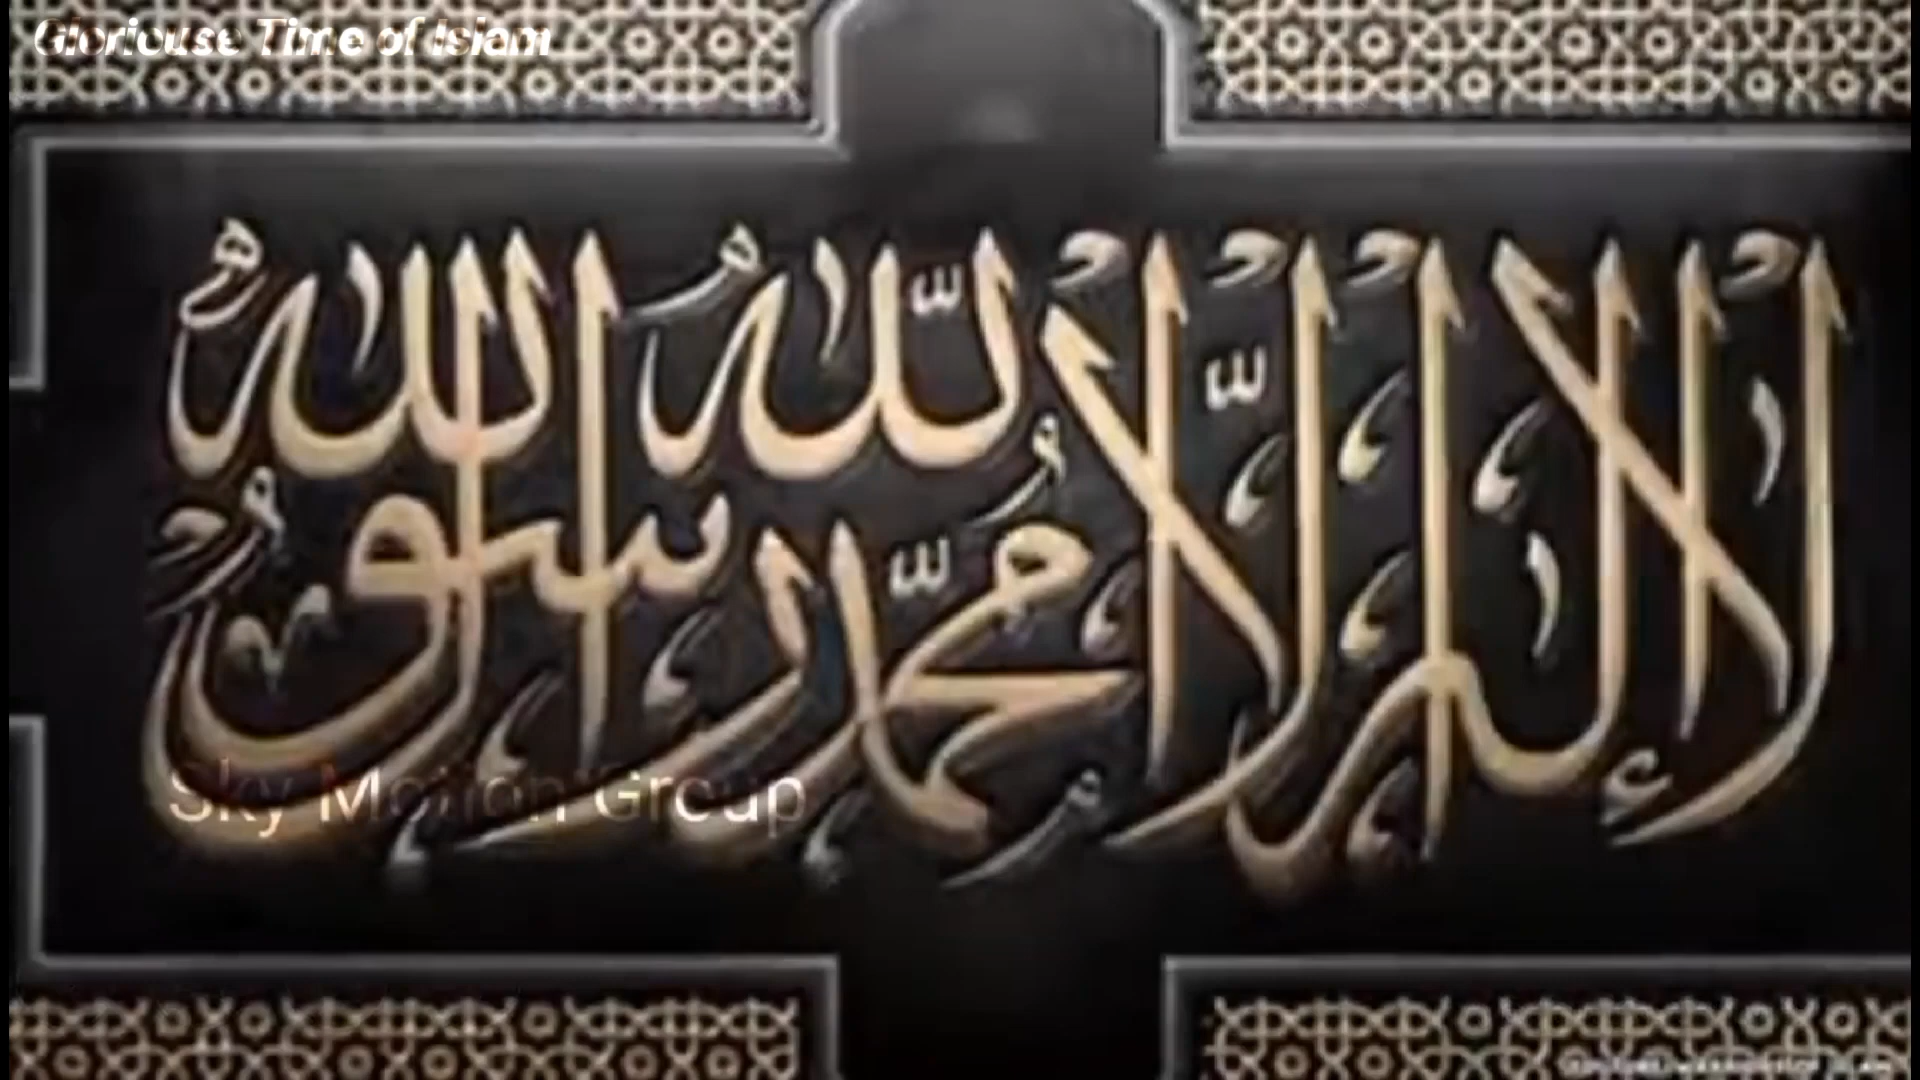 Gloriouse Time of Islam
لا إله إلا الله محمد رسول الله
Sky Motion Group